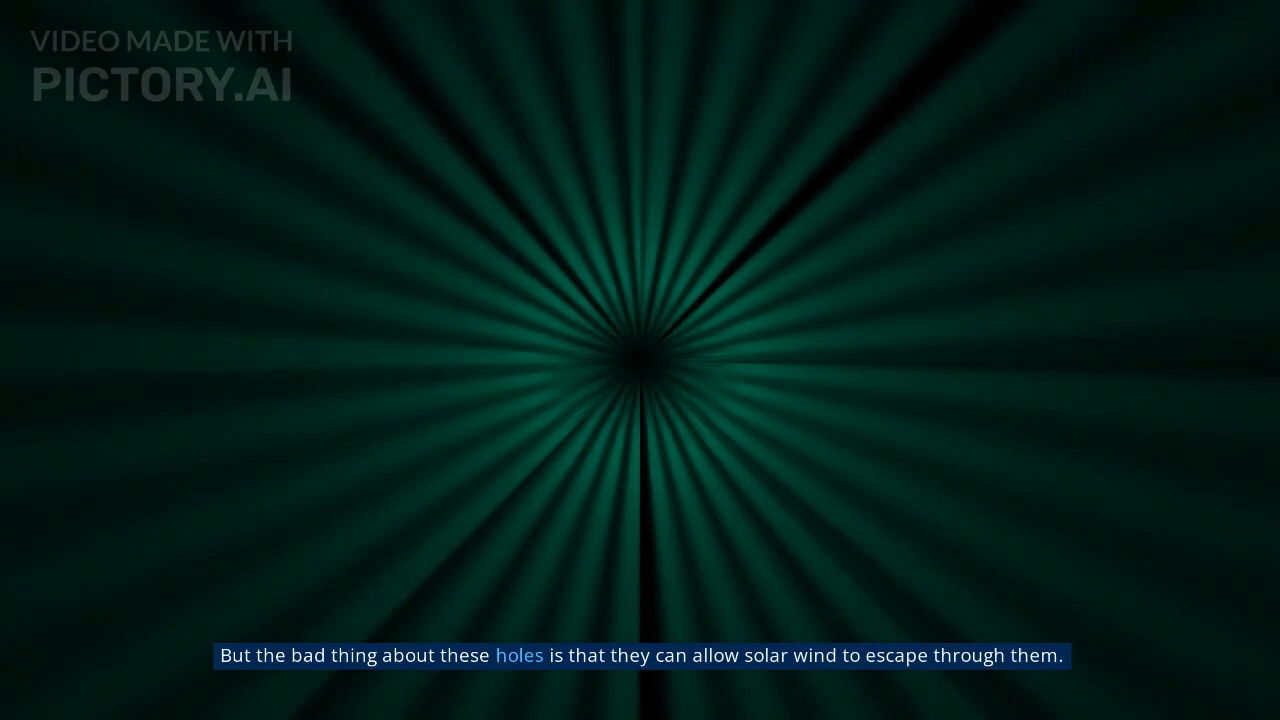 VIDEO MADE WITH
PICTORY.AI
But the bad thing about these holes is that they can allow solar wind to escape through them.